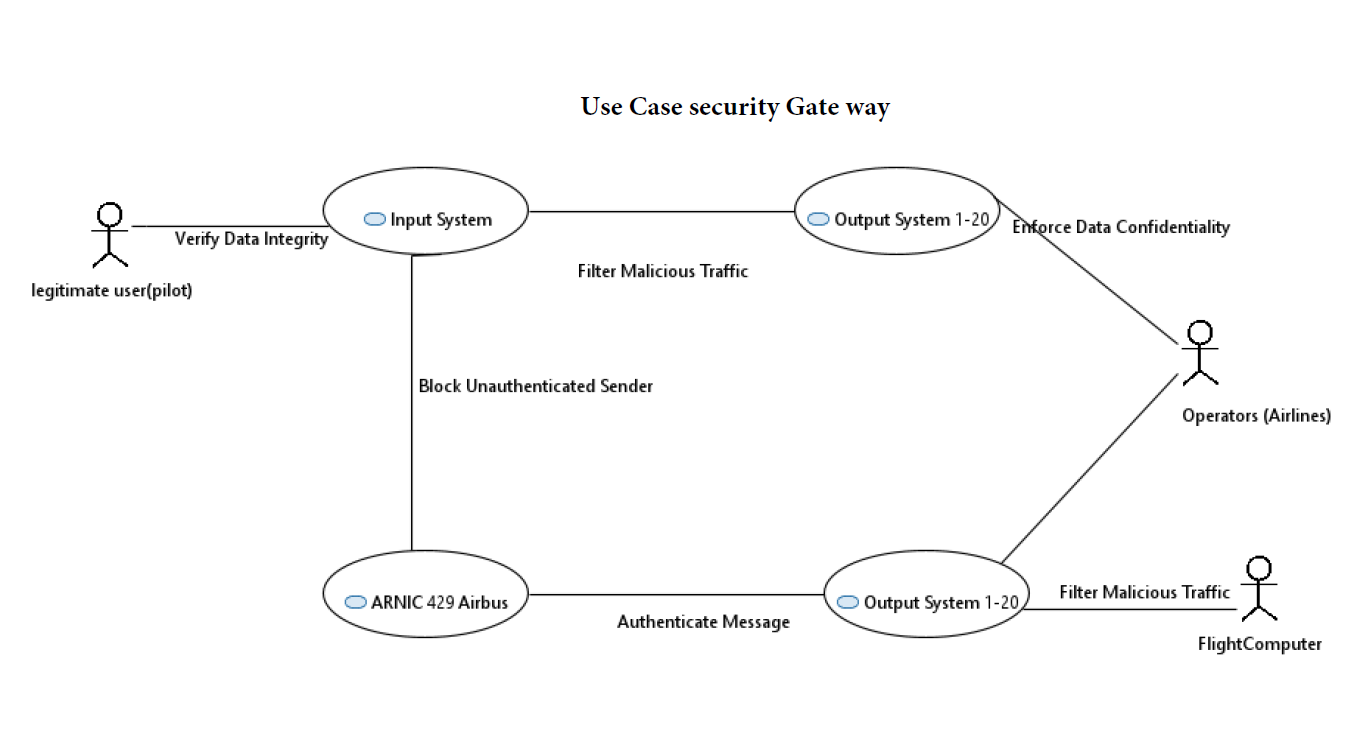 Use Case security Gate way
Input System
Output System 1-20
Enforce Data Confidentiality
Verify Data Integrity
Filter Malicious Traffic
legitimate user(pilot)
Block Unauthenticated Sender
Operators (Airlines)
ARNIC 429 Airbus
Output System 1-20
Filter Malicious Traffic
Authenticate Message
FlightComputer